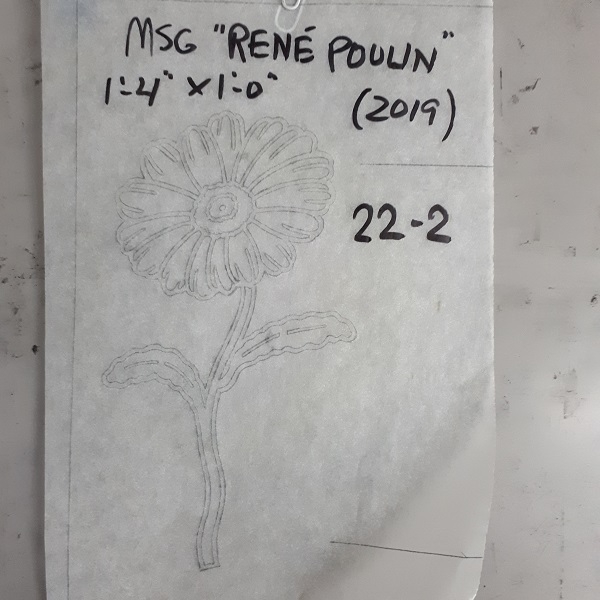 MSG "RENÉ POULIN"
1'-4" x 1'-0"
(2019)
22-2